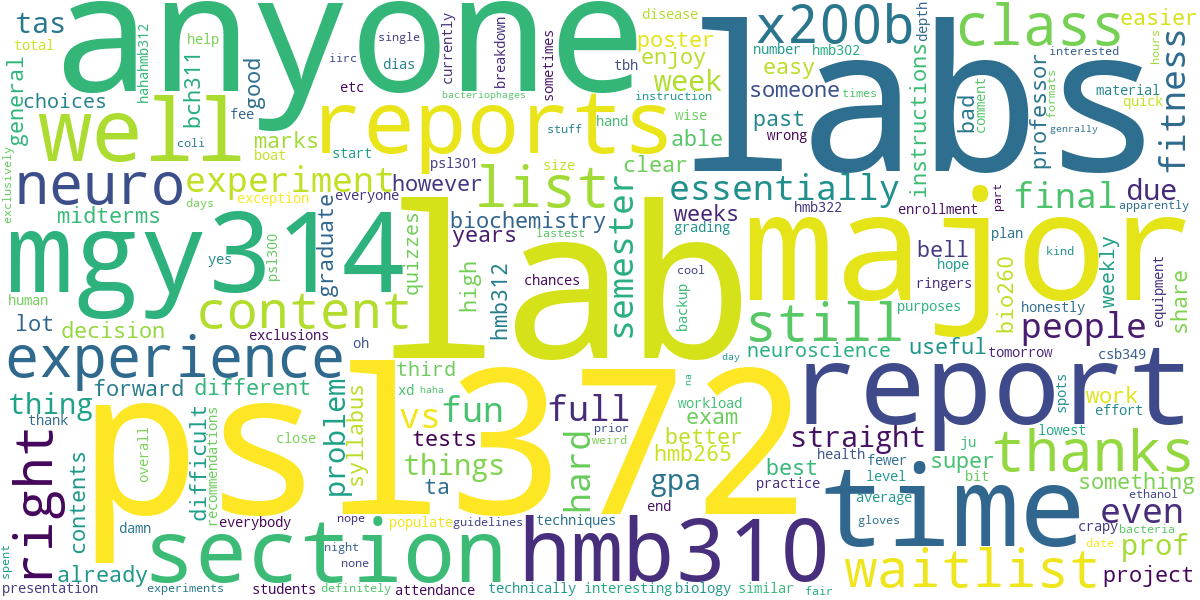 anyone
labs
x200b
class
easier
tas
total
hahahmb312
help
disease
poster
enjoy
etc
dias
iirc
single
currently
breakdown
sometimes
tbh
number
hmb302
depth
interested
hours
choices
general
bch311
good
fee
bacteriophages
week
easy
someone
instruction
times
instructions
professor
bad
comment
formats
material
quick
fitness
well
reports
stuff
hand
wise
able
past
wrong
genrally
coli
marks
boat
start
psl301
size
clear
exclusively
neuro
experiment
however
list
essentially
final
due
days
exception
everyone
midterms
graduate
biochemistry
semester
weeks
grading
hmb322
enrollment
part
apparently
mgy314
lab
major
years
lastest
plan
kind
yes
psl300
quizzes
high
hmb312
chances
cool
bell
hope
ringers
bio260
weekly
equipment
share
human
content
backup
still
purposes
honestly
people
lot
decision
exclusions
oh
day
neuroscience
useful
tomorrow
csb349
experience
third
report
forward
different
xd
haha
na
spots
work
effort
thing
thank
problem
syllabus
vs
fun
full
workload
exam
prior
weird
tests
better
straight
health
fewer
ju
lowest
super
thanks
right
contents
overall
difficult
recommendations
close
psl372
ta
things
hard
hmb265
gpa
best
practice
level
bit
something
average
time
damn
everybody
nope
populate
guidelines
techniques
end
gloves
ethanol
even
crapy
bacteria
date
prof
section
hmb310
waitlist
already
night
none
spent
presentation
experiments
students
definitely
attendance
technically
interesting
biology
similar
fair
project